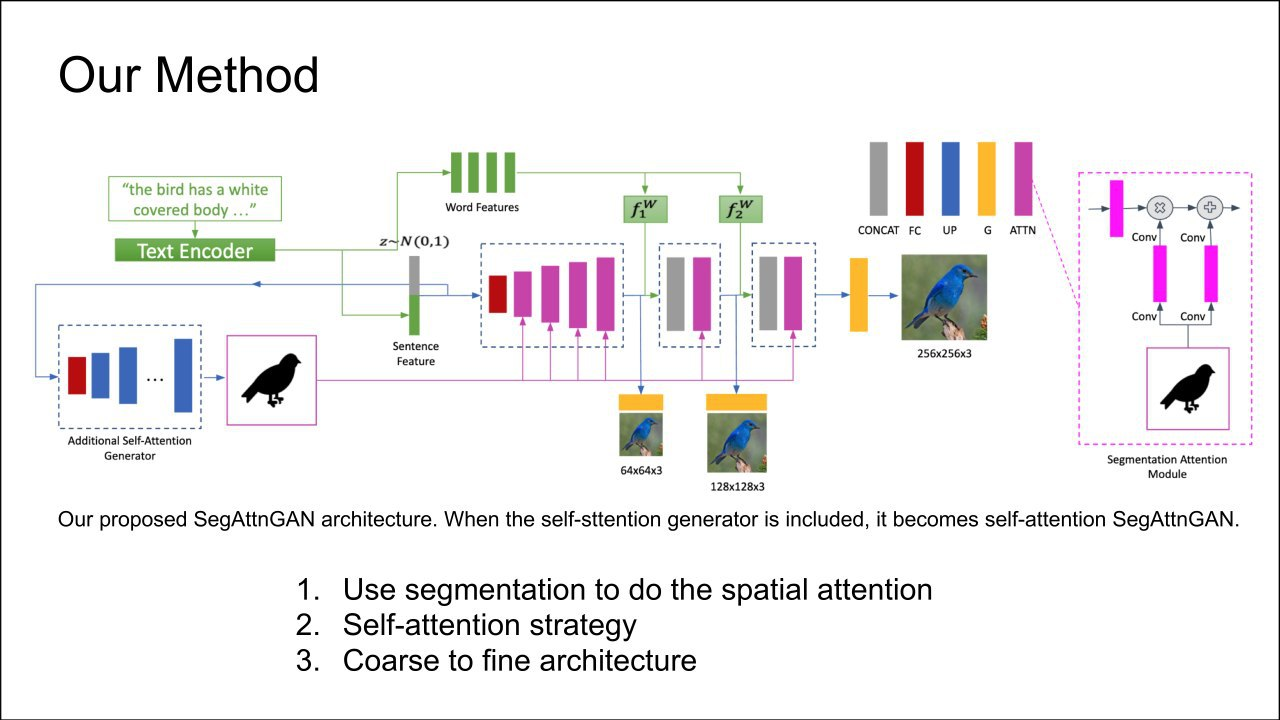 Our Method
“the bird has a white
covered body …”
Text Encoder
Word Features
z~N(0,1)
Sentence
Feature
f₁ᵂ
f₂ᵂ
CONCAT FC UP G ATTN
256x256x3
64x64x3
128x128x3
...
Additional Self-Attention
Generator
Conv Conv
Conv Conv
Segmentation Attention
Module
Our proposed SegAttnGAN architecture. When the self-sttention generator is included, it becomes self-attention SegAttnGAN.
1. Use segmentation to do the spatial attention
2. Self-attention strategy
3. Coarse to fine architecture